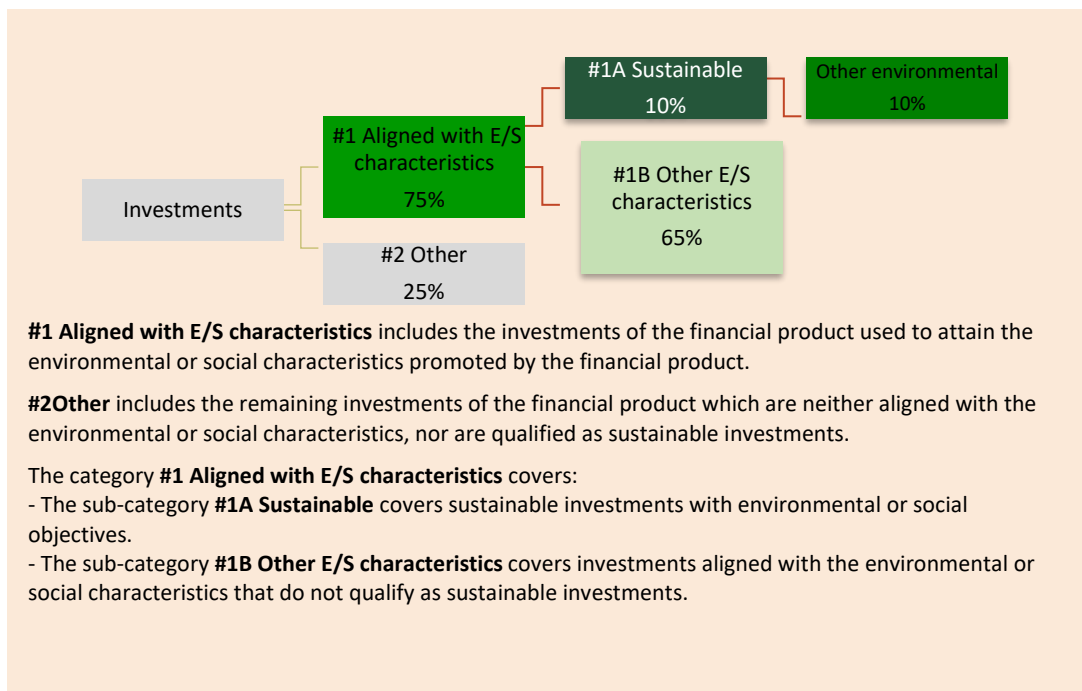 #1A Sustainable
10%
Other environmental
10%
#1 Aligned with E/S
characteristics
75%
#1B Other E/S
characteristics
65%
Investments
#2 Other
25%
#1 Aligned with E/S characteristics includes the investments of the financial product used to attain the
environmental or social characteristics promoted by the financial product.
#2Other includes the remaining investments of the financial product which are neither aligned with the
environmental or social characteristics, nor are qualified as sustainable investments.
The category #1 Aligned with E/S characteristics covers:
- The sub-category #1A Sustainable covers sustainable investments with environmental or social
objectives.
- The sub-category #1B Other E/S characteristics covers investments aligned with the environmental or
social characteristics that do not qualify as sustainable investments.